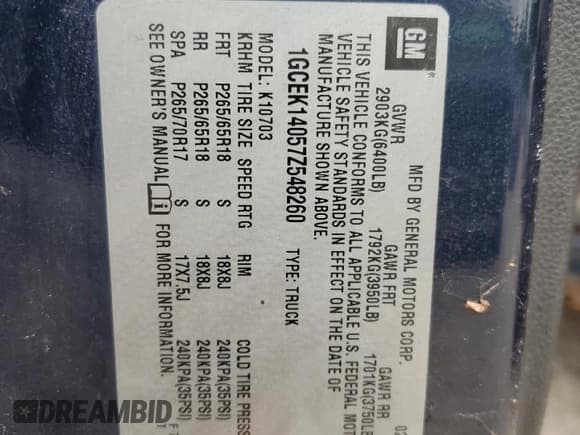 GM
MFD BY GENERAL MOTORS CORP. 02
GVWR GAWR FRT GAWR RR
2903KG(6400LB) 1792KG(3950LB) 1701KG(3750LB
THIS VEHICLE CONFORMS TO ALL APPLICABLE U.S. FEDERAL MOT
VEHICLE SAFETY STANDARDS IN EFFECT ON THE DATE OF
MANUFACTURE SHOWN ABOVE.
1GCEK14057Z548260 TYPE: TRUCK
MODEL: K10703
KRHM TIRE SIZE SPEED RTG RIM COLD TIRE PRESS
FRT P265/65R18 S 18X8J 240KPA(35PSI)
RR P265/65R18 S 18X8J 240KPA(35PSI)
SPA P265/70R17 S 17X7.5J 240KPA(35PSI)
SEE OWNER'S MANUAL FOR MORE INFORMATION.
DREAMBID